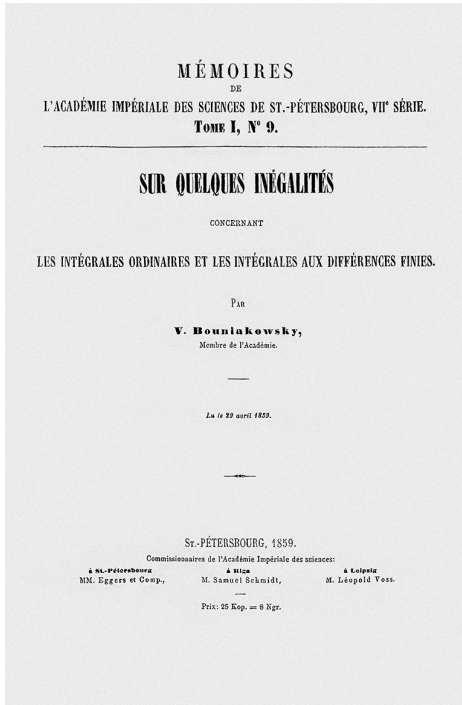 MÉMOIRES
DE
L'ACADÉMIE IMPÉRIALE DES SCIENCES DE ST.-PÉTERSBOURG, VIIe SÉRIE.
TOME I, No 9.
SUR QUELQUES INÉGALITÉS
CONCERNANT
LES INTÉGRALES ORDINAIRES ET LES INTÉGRALES AUX DIFFÉRENCES FINIES.
PAR
V. Bouniakowsky,
Membre de l'Académie.
Lu le 29 avril 1859.
ST.-PÉTERSBOURG, 1859.
Commissionnaires de l'Académie Impériale des sciences:
à St.-Pétersbourg à Riga à Leipzig
MM. Eggers et Comp., M. Samuel Schmidt, M. Léopold Voss.
Prix: 25 Kop. = 8 Ngr.